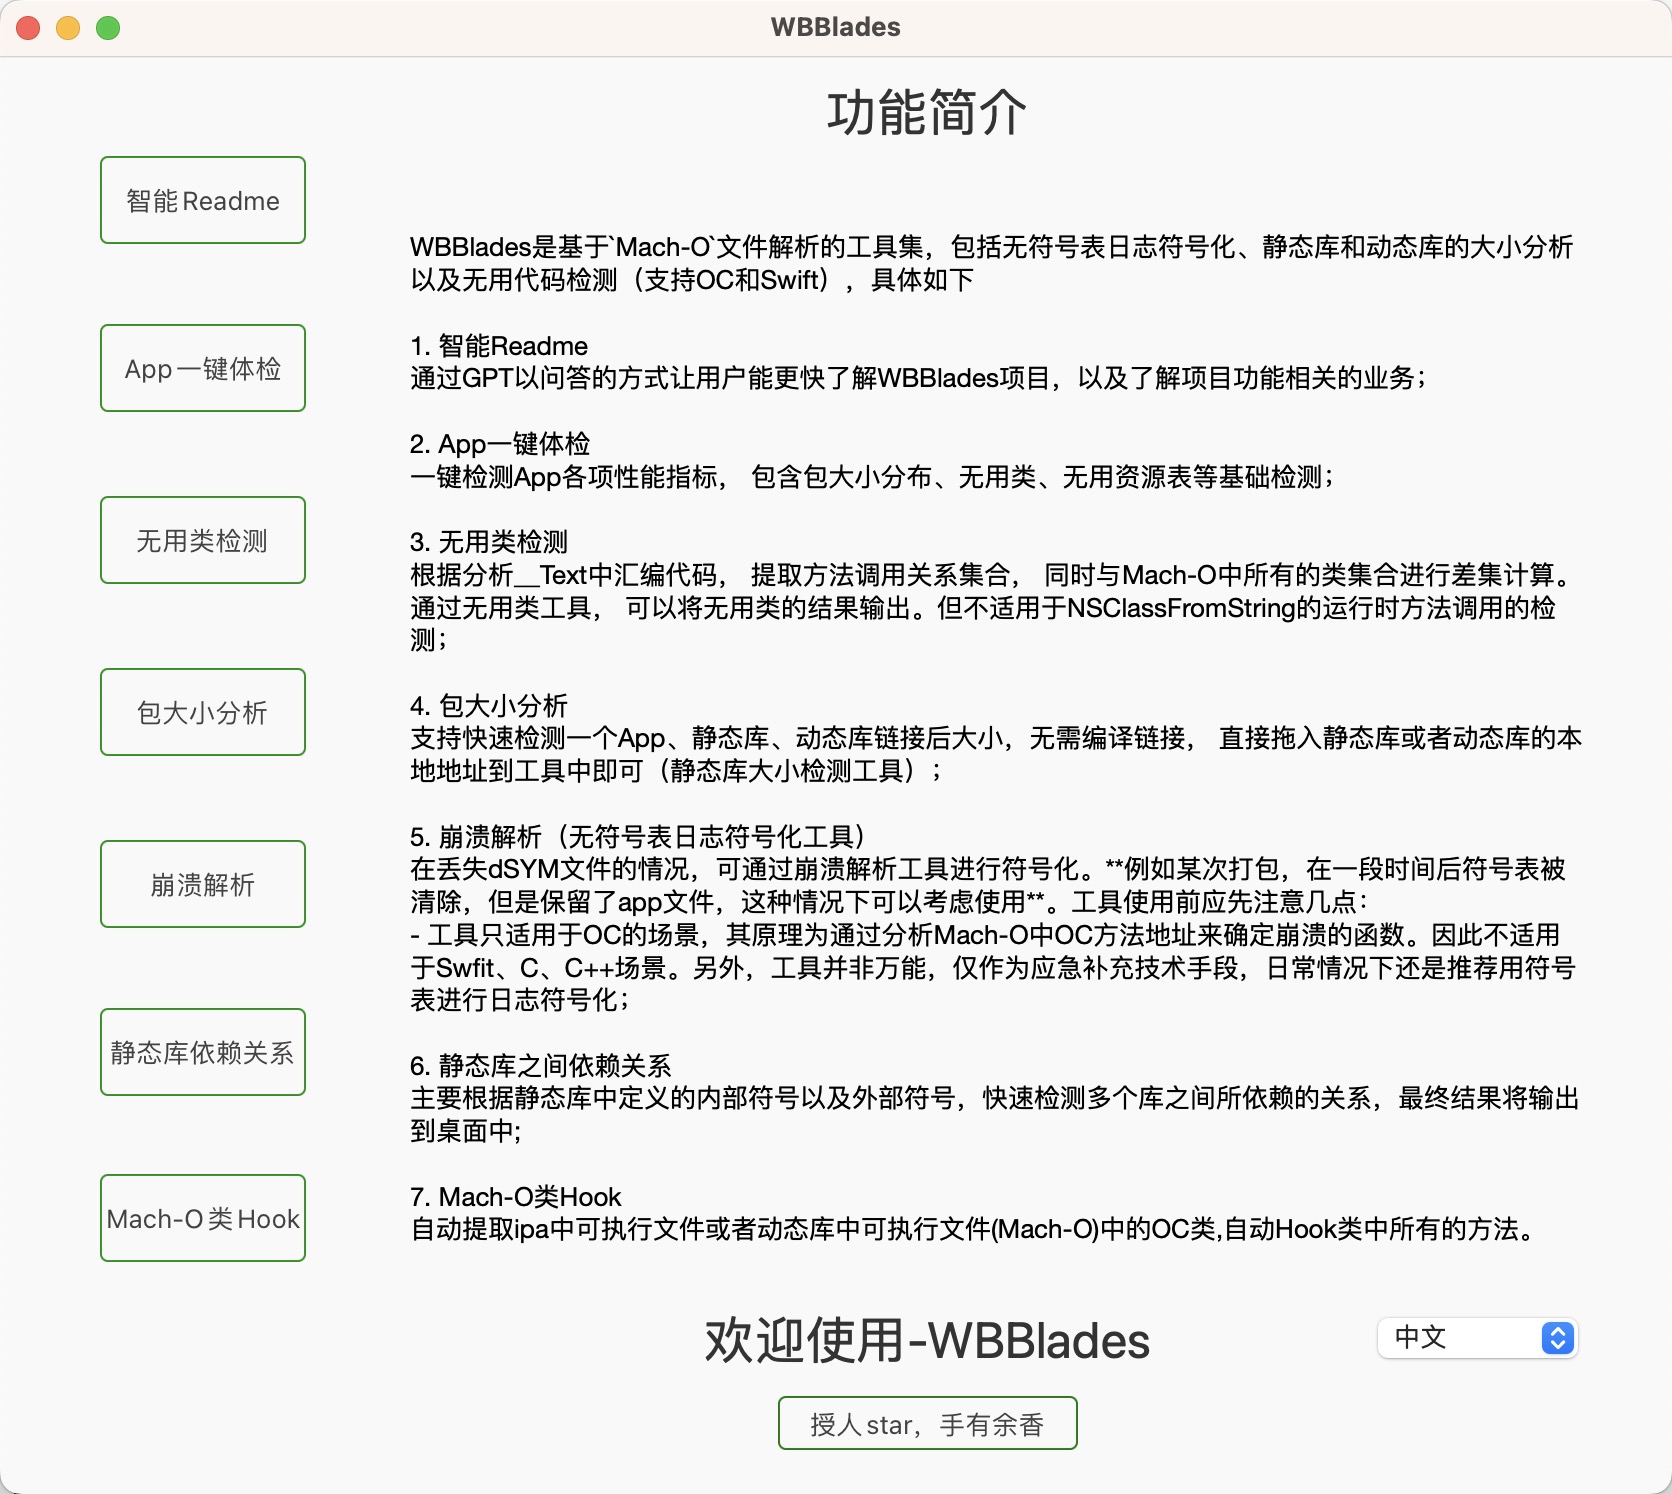 WBBlades
功能简介
智能Readme
App一键体检
无用类检测
包大小分析
崩溃解析
静态库依赖关系
Mach-O类Hook
WBBlades是基于`Mach-O`文件解析的工具集，包括无符号表日志符号化、静态库和动态库的大小分析
以及无用代码检测（支持OC和Swift），具体如下
1. 智能Readme
通过GPT以问答的方式让用户能更快了解WBBlades项目，以及了解项目功能相关的业务；
2. App一键体检
一键检测App各项性能指标， 包含包大小分布、无用类、无用资源表等基础检测；
3. 无用类检测
根据分析__Text中汇编代码， 提取方法调用关系集合， 同时与Mach-O中所有的类集合进行差集计算。
通过无用类工具， 可以将无用类的结果输出。但不适用于NSClassFromString的运行时方法调用的检
测；
4. 包大小分析
支持快速检测一个App、静态库、动态库链接后大小，无需编译链接， 直接拖入静态库或者动态库的本
地地址到工具中即可（静态库大小检测工具）；
5. 崩溃解析（无符号表日志符号化工具）
在丢失dSYM文件的情况，可通过崩溃解析工具进行符号化。**例如某次打包，在一段时间后符号表被
清除，但是保留了app文件，这种情况下可以考虑使用**。工具使用前应先注意几点：
- 工具只适用于OC的场景，其原理为通过分析Mach-O中OC方法地址来确定崩溃的函数。因此不适用
于Swfit、C、C++场景。另外，工具并非万能，仅作为应急补充技术手段，日常情况下还是推荐用符号
表进行日志符号化；
6. 静态库之间依赖关系
主要根据静态库中定义的内部符号以及外部符号，快速检测多个库之间所依赖的关系，最终结果将输出
到桌面中;
7. Mach-O类Hook
自动提取ipa中可执行文件或者动态库中可执行文件(Mach-O)中的OC类,自动Hook类中所有的方法。
欢迎使用-WBBlades
中文
授人star，手有余香